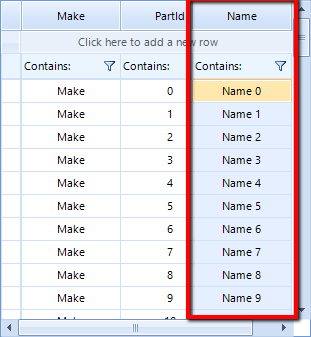 Make PartId Name
Click here to add a new row
Contains: Contains: Contains:
Make 0 Name 0
Make 1 Name 1
Make 2 Name 2
Make 3 Name 3
Make 4 Name 4
Make 5 Name 5
Make 6 Name 6
Make 7 Name 7
Make 8 Name 8
Make 9 Name 9